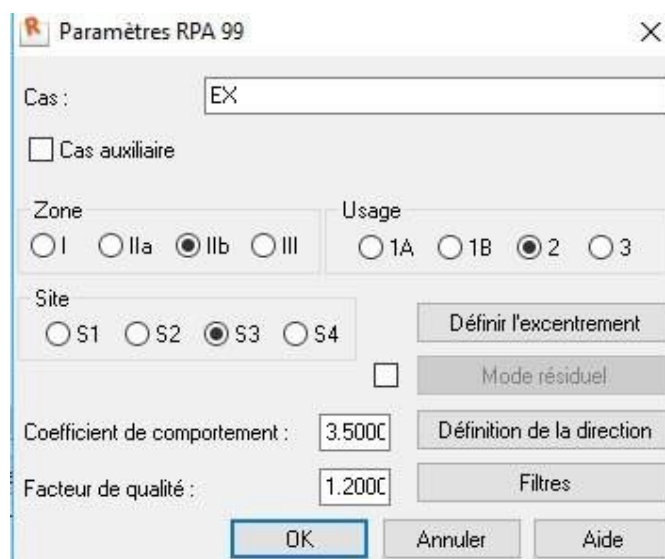 R Paramètres RPA 99
Cas : EX
Cas auxiliaire
Zone
I IIa IIb III
Usage
1A 1B 2 3
Site
S1 S2 S3 S4
Définir l'excentrement
Mode résiduel
Coefficient de comportement : 3.5000 Définition de la direction
Facteur de qualité : 1.2000 Filtres
OK Annuler Aide